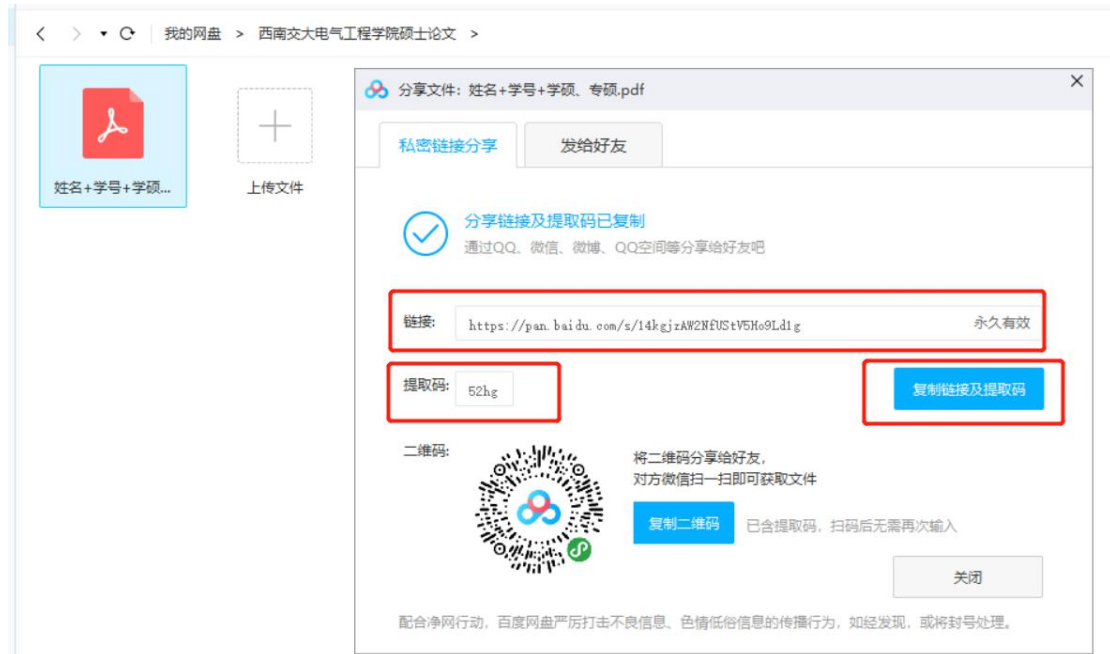 我的网盘 > 西南交大电气工程学院硕士论文 >
分享文件：姓名+学号+学硕、专硕.pdf
私密链接分享 发给好友
姓名+学号+学硕... 上传文件
分享链接及提取码已复制
通过QQ、微信、微博、QQ空间等分享给好友吧
链接: https://pan.baidu.com/s/14kgjzAW2NfUStV5Ho9Ld1g 永久有效
提取码: 52hg 复制链接及提取码
二维码:
将二维码分享给好友，
对方微信扫一扫即可获取文件
复制二维码 已含提取码，扫码后无需再次输入
关闭
配合净网行动，百度网盘严厉打击不良信息、色情低俗信息的传播行为，如经发现，或将封号处理。